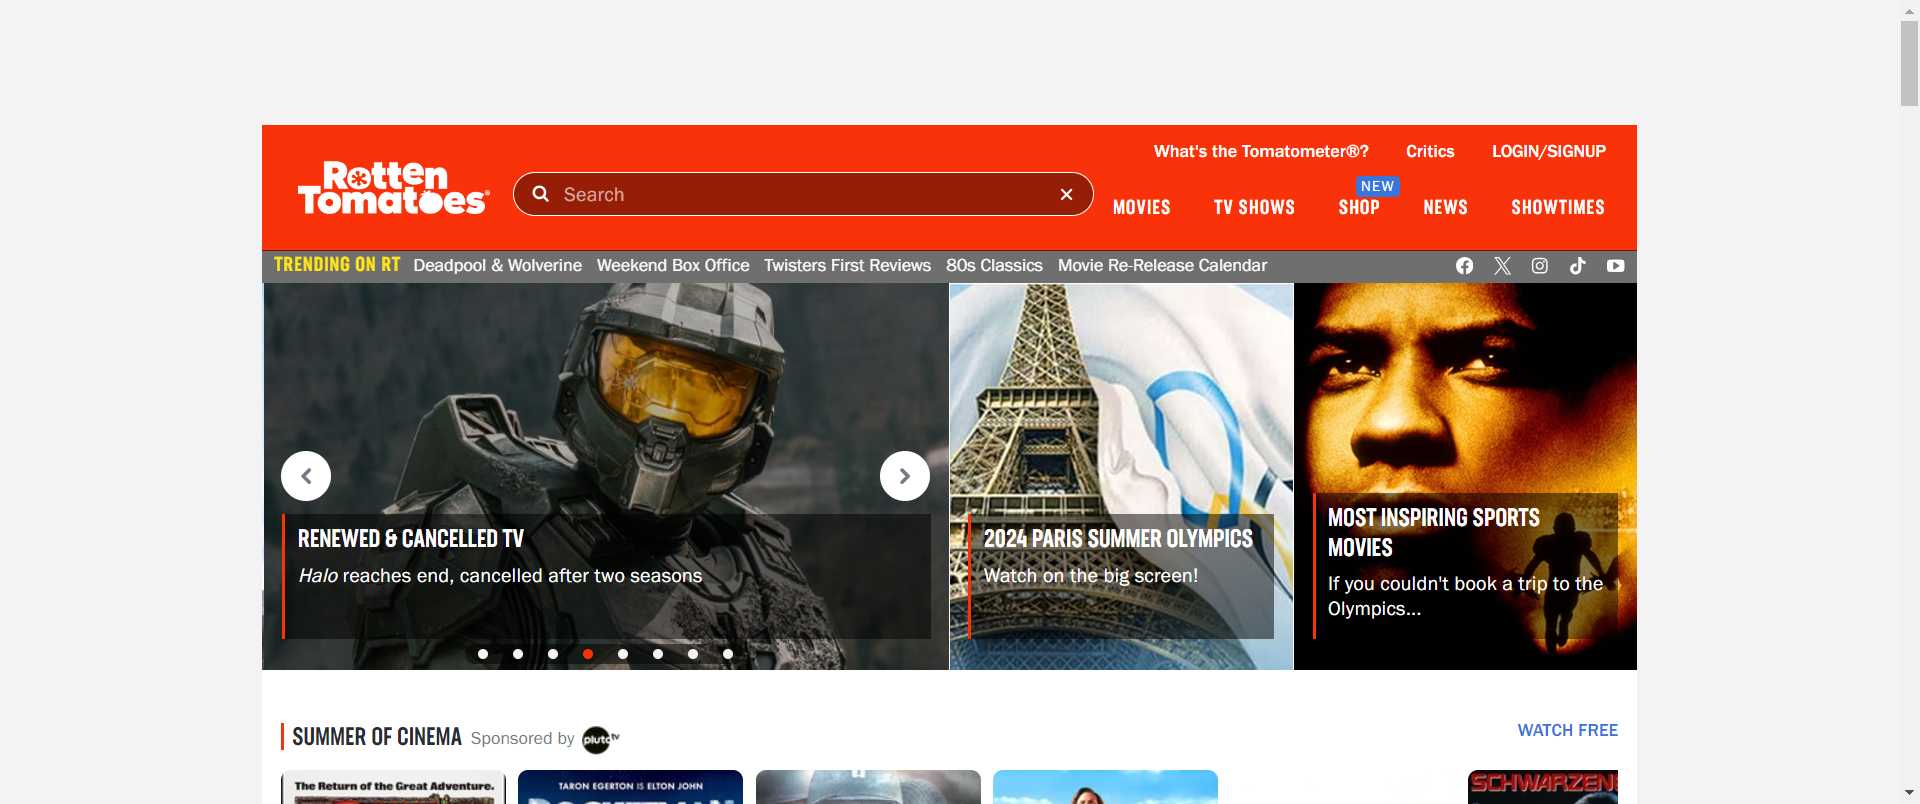 What's the Tomatometer®? Critics LOGIN/SIGNUP
Rotten
Tomatoes®
Search
NEW
MOVIES TV SHOWS SHOP NEWS SHOWTIMES
TRENDING ON RT Deadpool & Wolverine Weekend Box Office Twisters First Reviews 80s Classics Movie Re-Release Calendar
RENEWED & CANCELLED TV
Halo reaches end, cancelled after two seasons
2024 PARIS SUMMER OLYMPICS
Watch on the big screen!
MOST INSPIRING SPORTS
MOVIES
If you couldn't book a trip to the
Olympics...
SUMMER OF CINEMA Sponsored by pluto tv
WATCH FREE
The Return of the Great Adventure.
TARON EGERTON IS ELTON JOHN
ROCKETMAN
SCHWARZEN